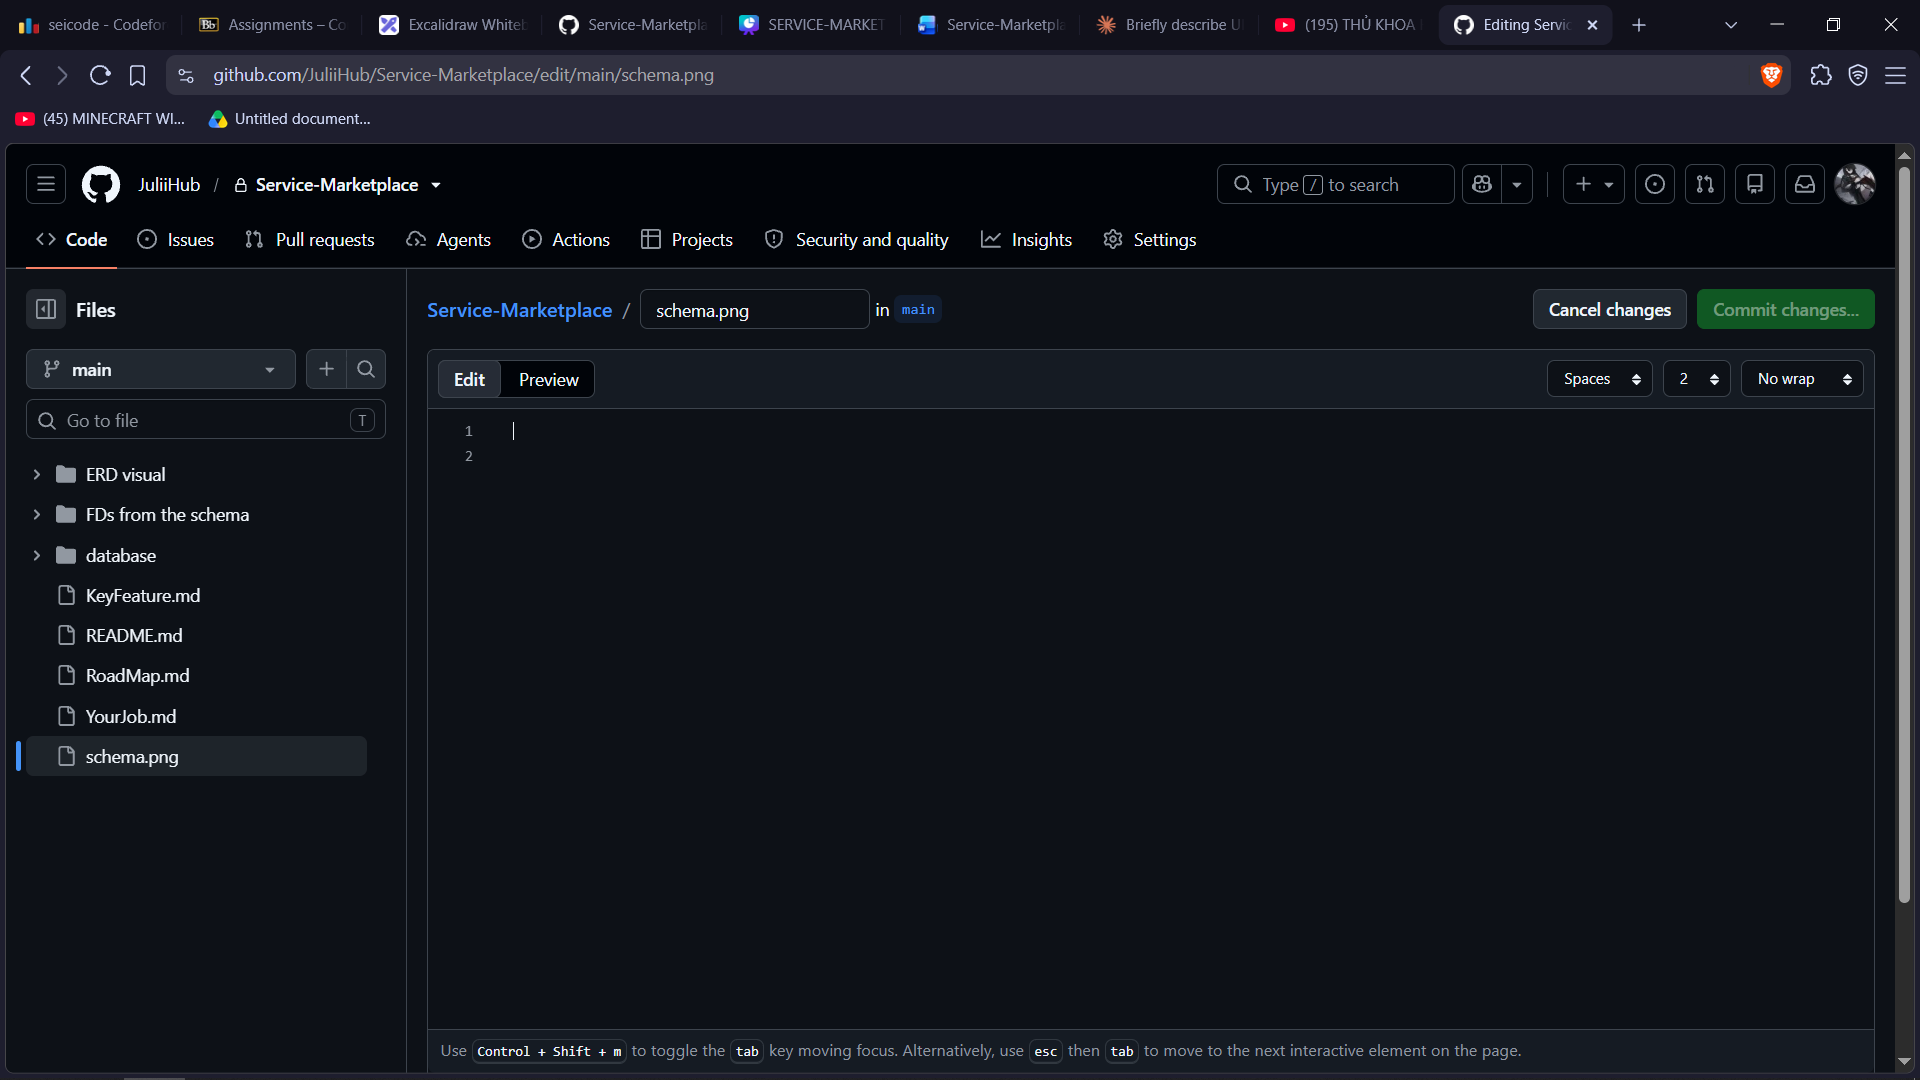 seicode - Codefor
Bb Assignments – Co
Excalidraw Whiteb
Service-Marketpla
SERVICE-MARKET
Service-Marketpla
Briefly describe U
(195) THỦ KHOA
Editing Servic
github.com/JuliiHub/Service-Marketplace/edit/main/schema.png
(45) MINECRAFT WI...
Untitled document...
JuliiHub / Service-Marketplace
Type / to search
Code
Issues
Pull requests
Agents
Actions
Projects
Security and quality
Insights
Settings
Files
Service-Marketplace / schema.png in main
Cancel changes
Commit changes...
main
Edit
Preview
Spaces
2
No wrap
Go to file
T
1
2
ERD visual
FDs from the schema
database
KeyFeature.md
README.md
RoadMap.md
YourJob.md
schema.png
Use Control + Shift + m to toggle the tab key moving focus. Alternatively, use esc then tab to move to the next interactive element on the page.